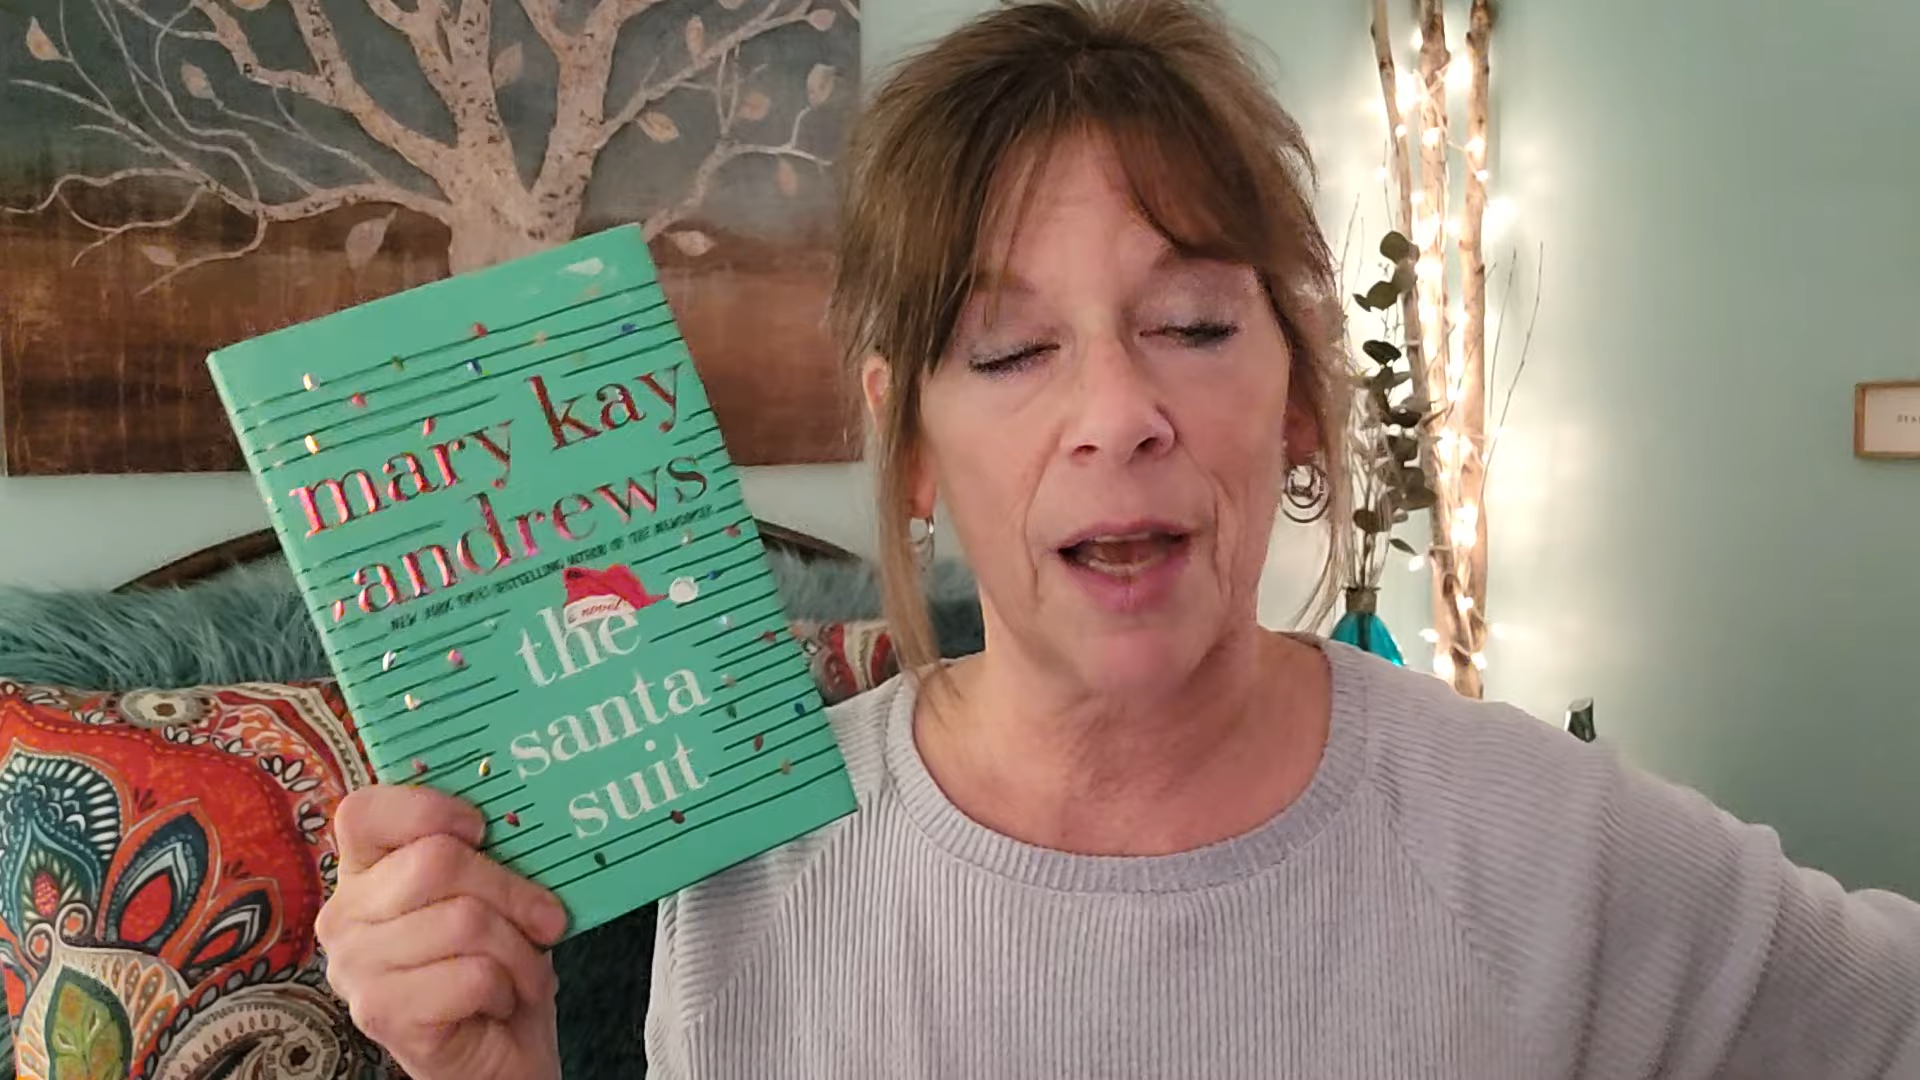 mary kay
andrews
NEW YORK TIMES BESTSELLING AUTHOR OF THE NEWCOMER
a novel
the
santa
suit